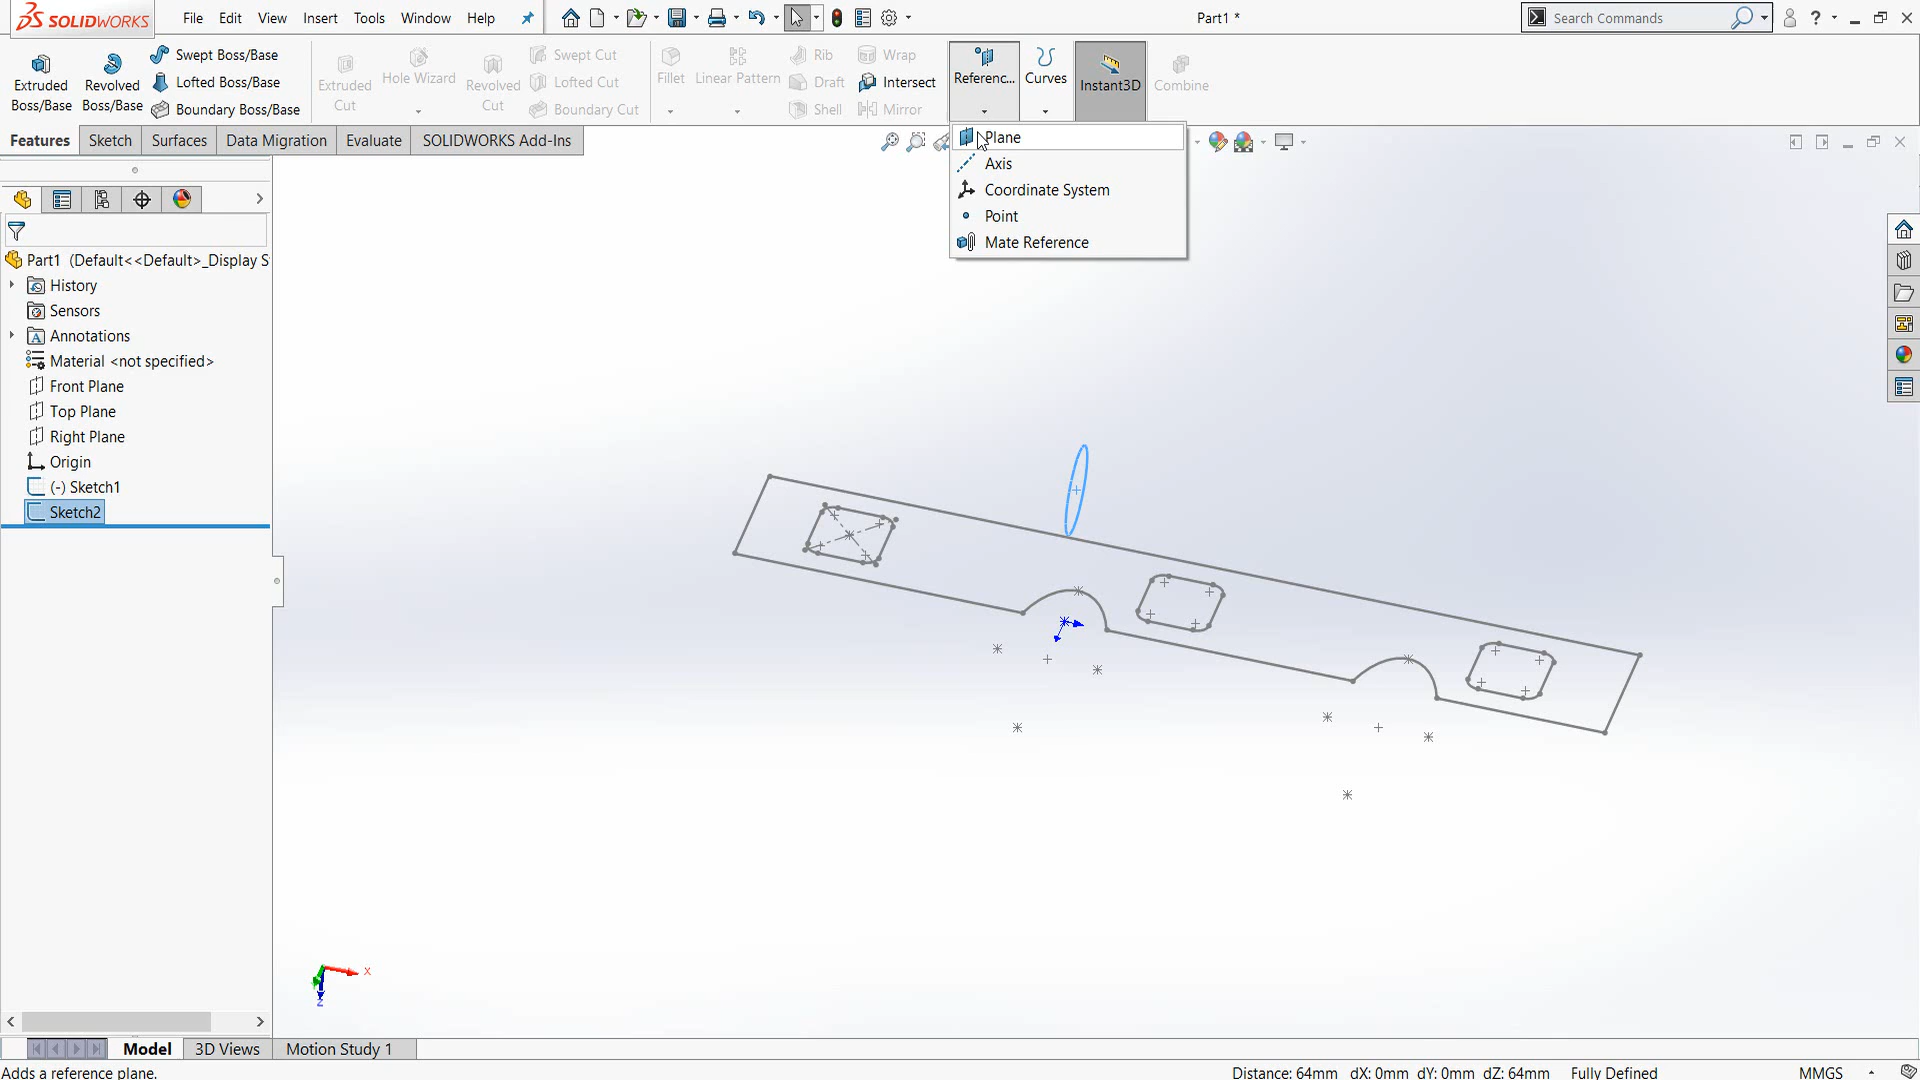 SOLIDWORKS
File Edit View Insert Tools Window Help
Part1 *
Search Commands
Extruded Boss/Base
Revolved Boss/Base
Swept Boss/Base
Lofted Boss/Base
Boundary Boss/Base
Extruded Cut
Hole Wizard
Revolved Cut
Swept Cut
Lofted Cut
Boundary Cut
Fillet
Linear Pattern
Rib
Draft
Shell
Wrap
Intersect
Mirror
Referenc...
Curves
Instant3D
Combine
Features Sketch Surfaces Data Migration Evaluate SOLIDWORKS Add-Ins
Plane
Axis
Coordinate System
Point
Mate Reference
Part1 (Default<<Default>_Display S
History
Sensors
Annotations
Material <not specified>
Front Plane
Top Plane
Right Plane
Origin
(-) Sketch1
Sketch2
x
z
Model 3D Views Motion Study 1
Adds a reference plane.
Distance: 64mm dX: 0mm dY: 0mm dZ: 64mm Fully Defined MMGS